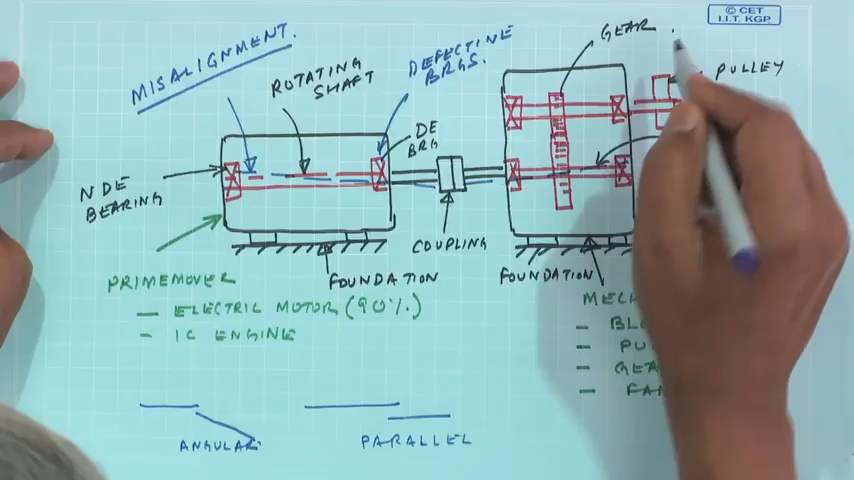 © CET
I.I.T. KGP
MISALIGNMENT.
ROTATING
SHAFT
DEFECTINE
BRGS.
GEAR
PULLEY
DE
BRG
NDE
BEARING
COUPLING
FOUNDATION
FOUNDATION
PRIMEMOVER
— ELECTRIC MOTOR (90%)
- IC ENGINE
ANGULAR
PARALLEL